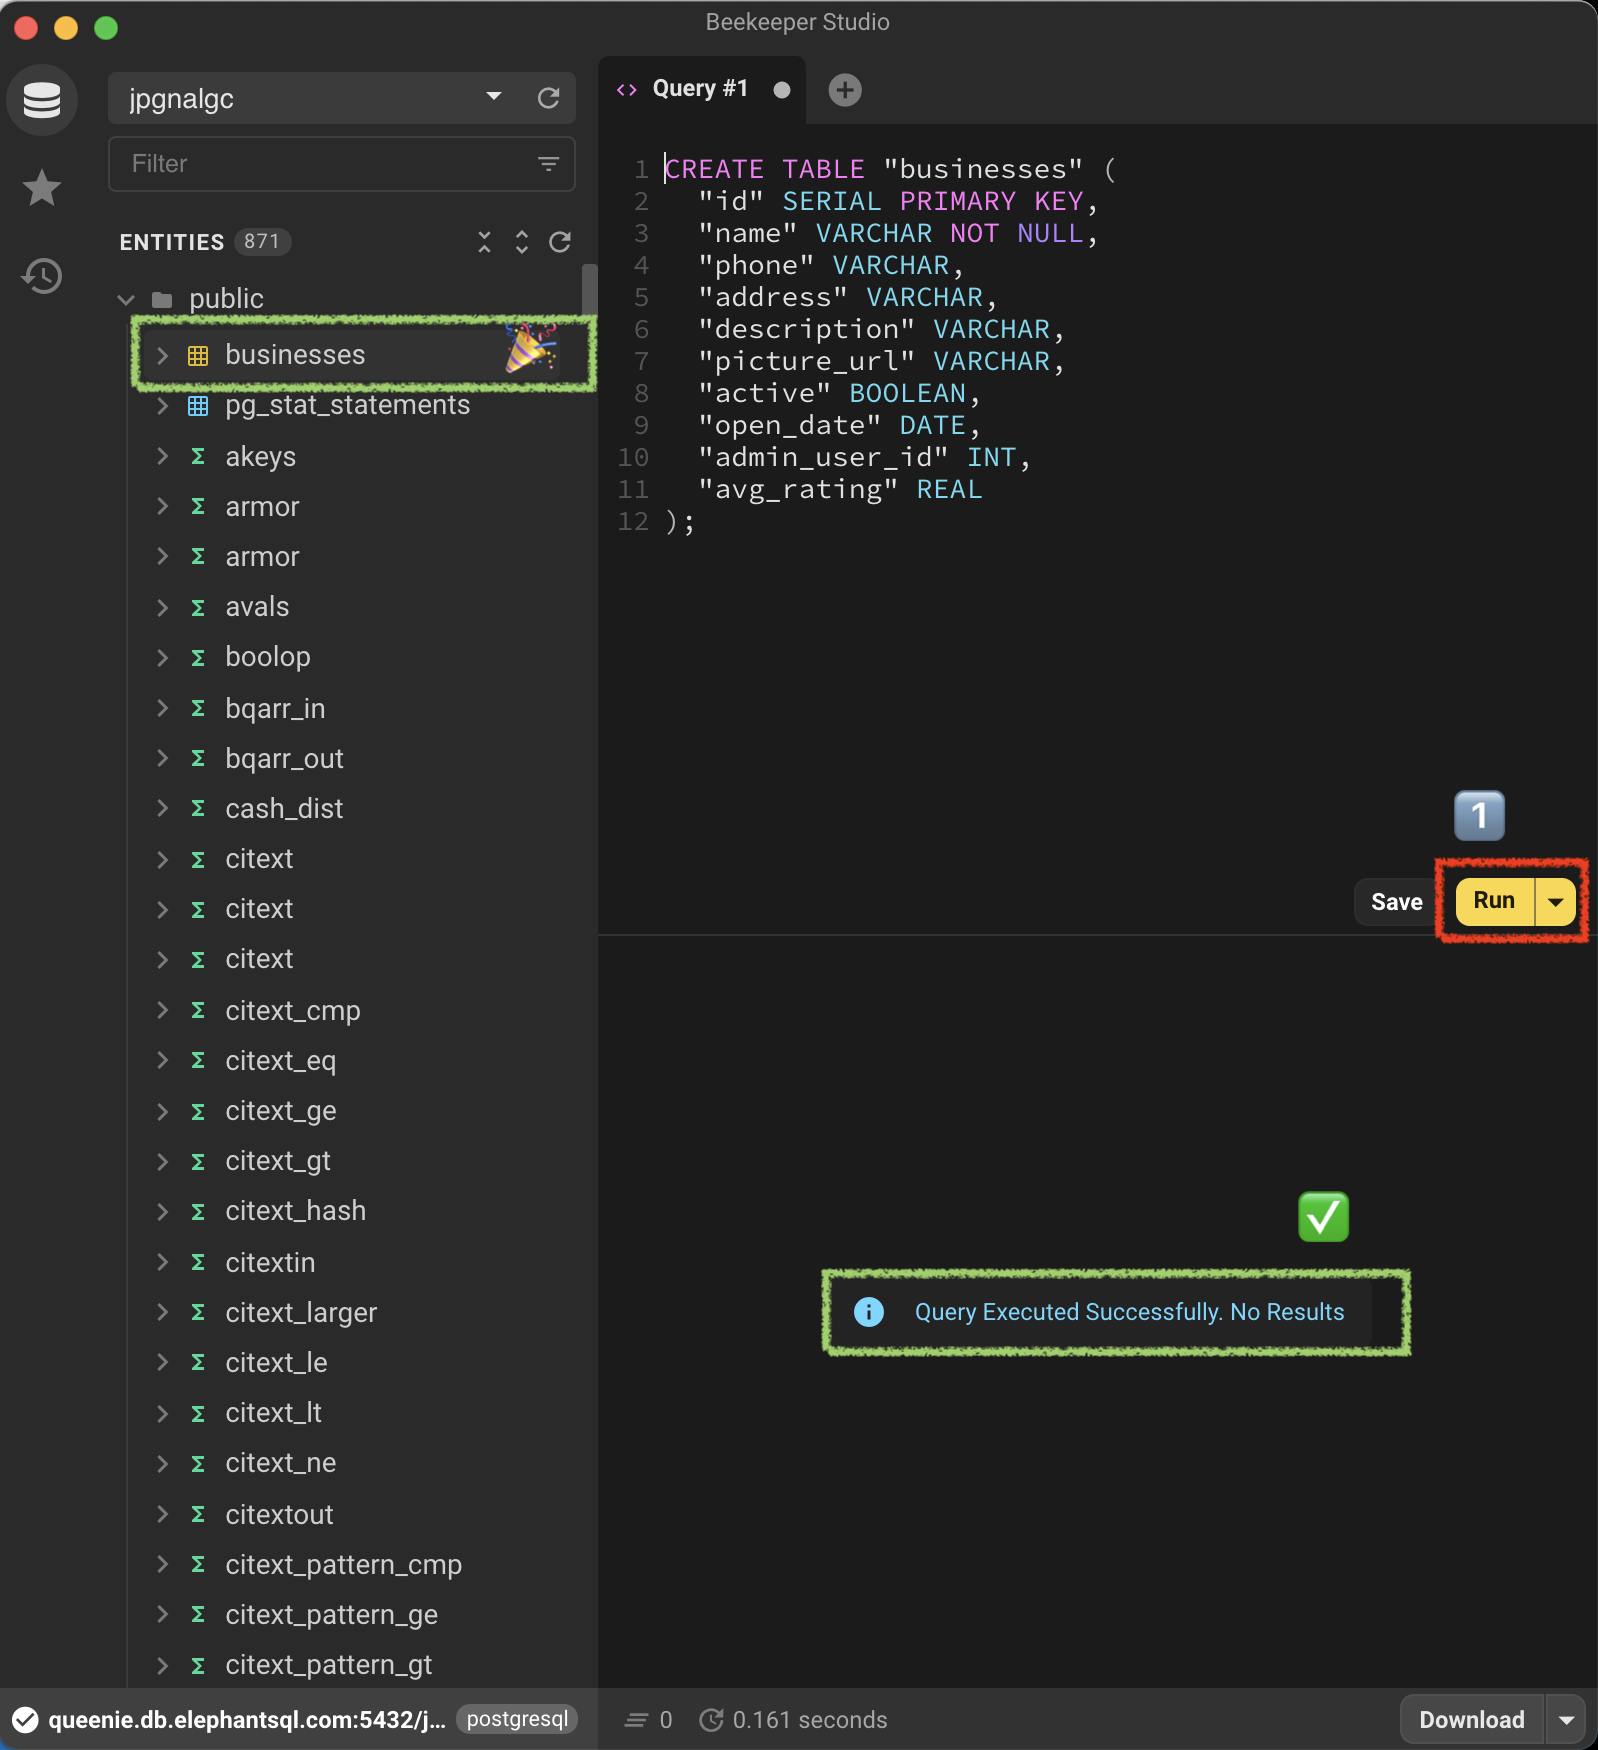 Beekeeper Studio
jpgnalgc
Filter
ENTITIES 871
public
businesses
pg_stat_statements
akeys
armor
armor
avals
boolop
bqarr_in
bqarr_out
cash_dist
citext
citext
citext
citext_cmp
citext_eq
citext_ge
citext_gt
citext_hash
citextin
citext_larger
citext_le
citext_lt
citext_ne
citextout
citext_pattern_cmp
citext_pattern_ge
citext_pattern_gt
queenie.db.elephantsql.com:5432/j... postgresql
<> Query #1
1 CREATE TABLE "businesses" (
2 "id" SERIAL PRIMARY KEY,
3 "name" VARCHAR NOT NULL,
4 "phone" VARCHAR,
5 "address" VARCHAR,
6 "description" VARCHAR,
7 "picture_url" VARCHAR,
8 "active" BOOLEAN,
9 "open_date" DATE,
10 "admin_user_id" INT,
11 "avg_rating" REAL
12 );
1
Save Run
Query Executed Successfully. No Results
0 0.161 seconds
Download